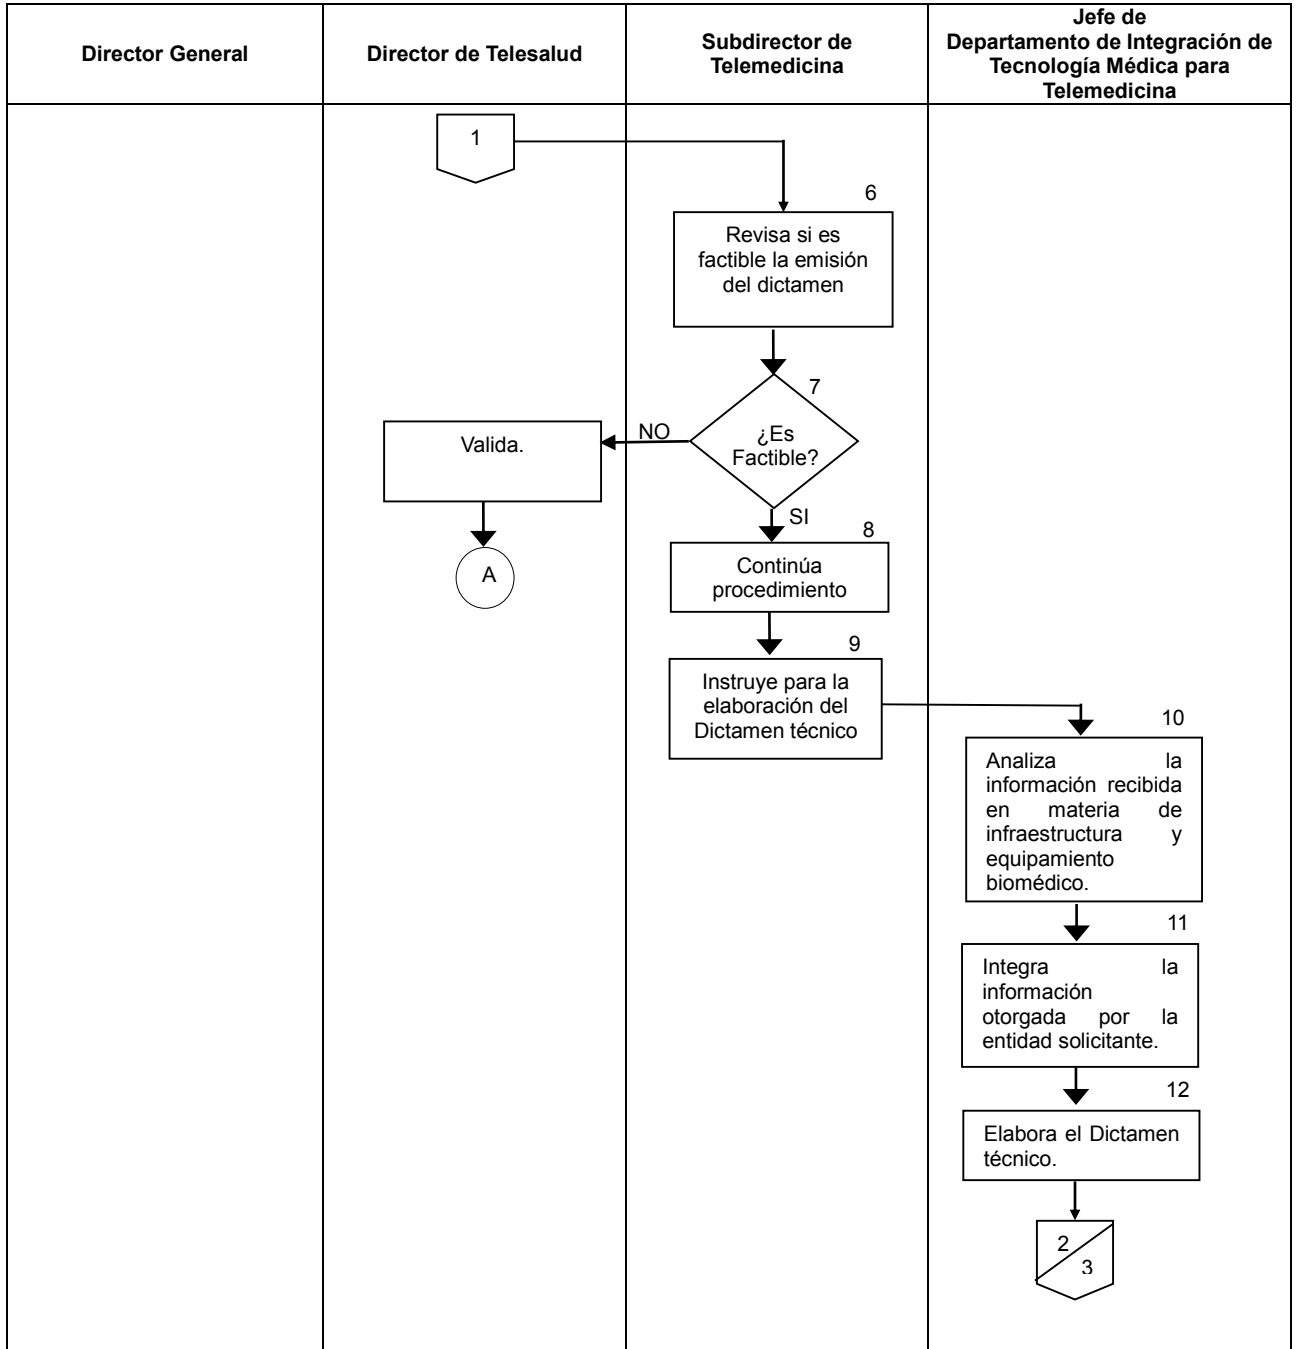 Director General
Director de Telesalud
Subdirector de
Telemedicina
Jefe de
Departamento de Integración de
Tecnología Médica para
Telemedicina
1
6
Revisa si es
factible la emisión
del dictamen
7
¿Es
Factible?
NO
Valida.
A
SI
8
Continúa
procedimiento
9
Instruye para la
elaboración del
Dictamen técnico
10
Analiza la
información recibida
en materia de
infraestructura y
equipamiento
biomédico.
11
Integra la
información
otorgada por la
entidad solicitante.
12
Elabora el Dictamen
técnico.
2
3